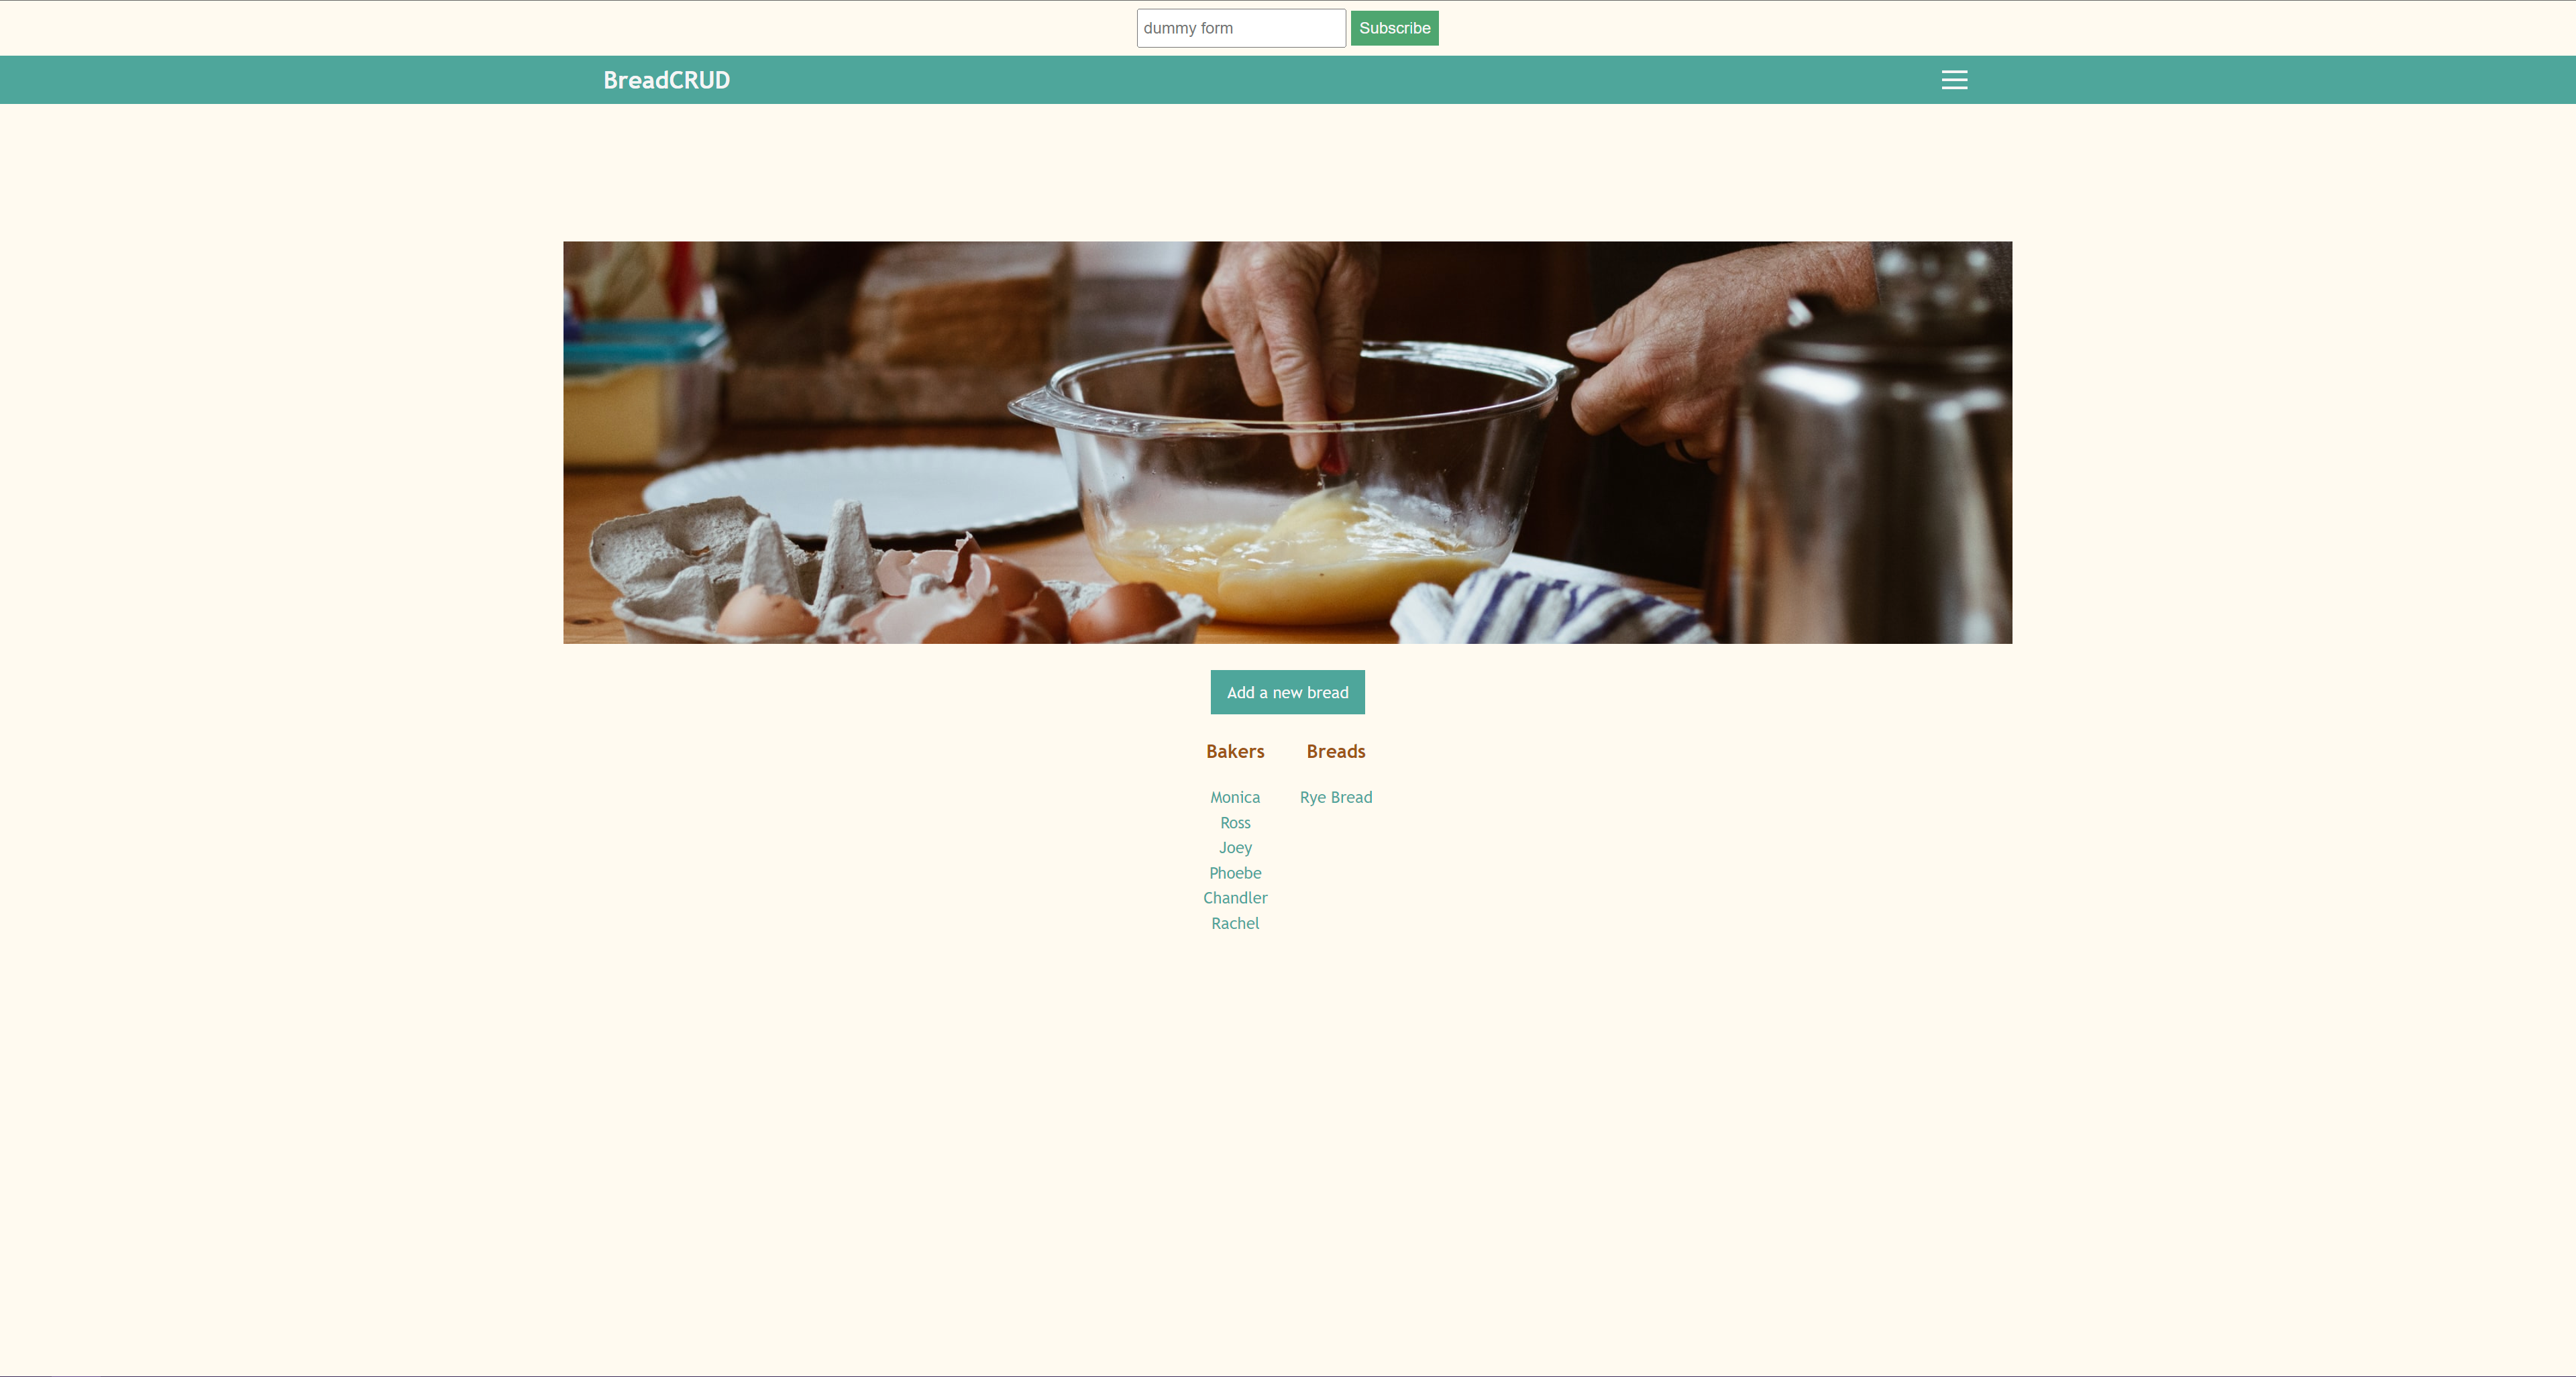 dummy form Subscribe
BreadCRUD
Add a new bread
Bakers Breads
Monica Rye Bread
Ross
Joey
Phoebe
Chandler
Rachel